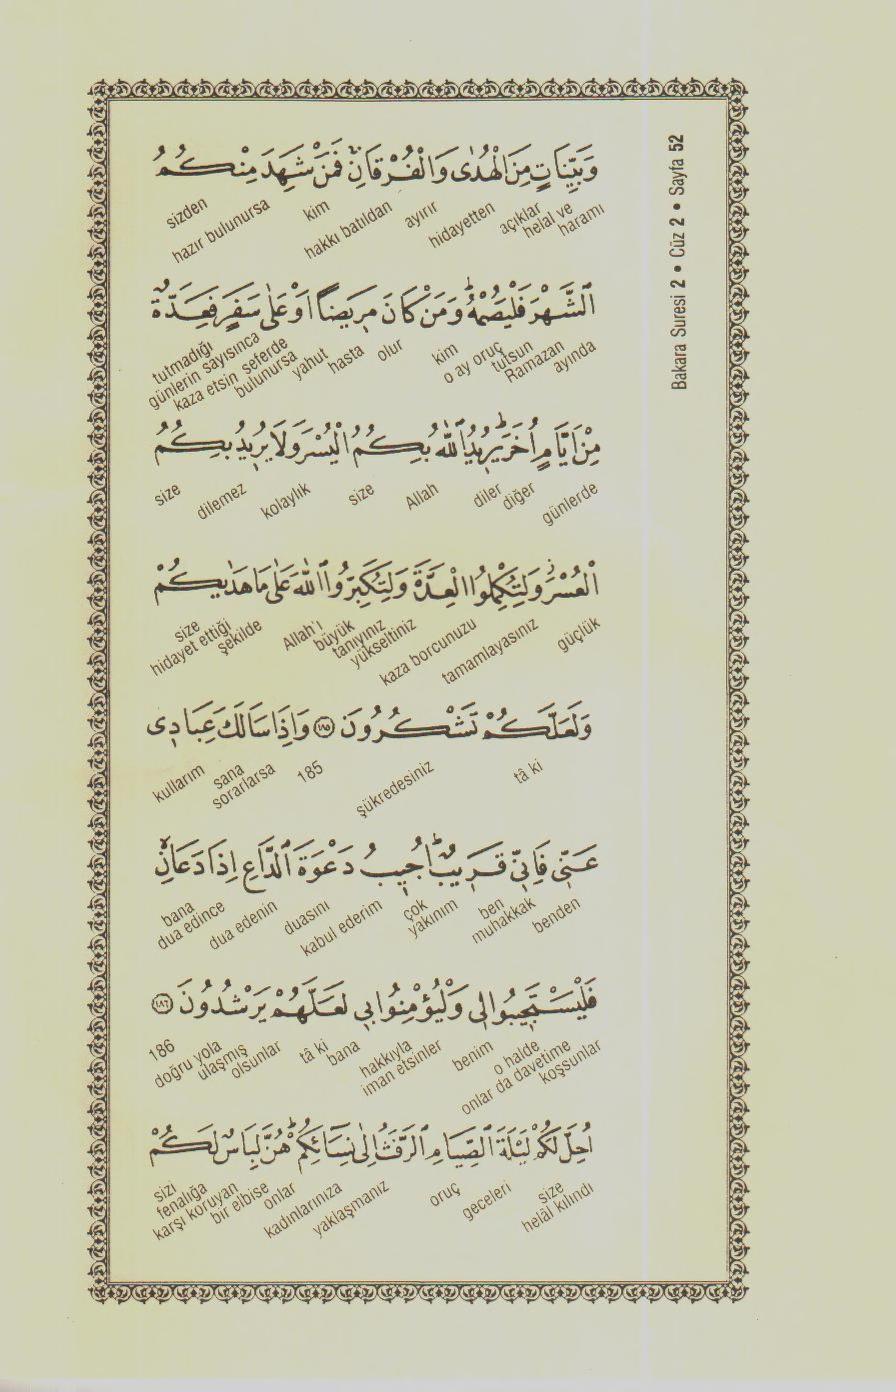 Bakara Suresi 2 • Cüz 2 • Sayfa 52
وَبَيِّنَاتٍ مِنَ الْهُدٰى وَالْفُرْقَانِۚ فَمَنْ شَهِدَ مِنْكُمُ
haramı helal ve açıklar hidayetten ayırır hakkı batıldan kim hazır bulunursa sizden
الشَّهْرَ فَلْيَصُمْهُۜ وَمَنْ كَانَ مَرِيضاً اَوْ عَلٰى سَفَرٍ فَعِدَّةٌ
ayında Ramazan tutsun o ay oruç kim olur hasta yahut bulunursa seferde kaza etsin günlerin sayısınca tutmadığı
مِنْ اَيَّامٍ اُخَرَۜ يُرِيدُ اللّٰهُ بِكُمُ الْيُسْرَ وَلَا يُرِيدُ بِكُمُ
günlerde diğer diler Allah size kolaylık dilemez size
الْعُسْرَۘ وَلِتُكْمِلُوا الْعِدَّةَ وَلِتُكَبِّرُوا اللّٰهَ عَلٰى مَا هَدٰيكُمْ
güçlük tamamlayasınız kaza borcunuzu yükseltiniz tanıyınız büyük Allah'ı şekilde hidayet ettiği size
وَلَعَلَّكُمْ تَشْكُرُونَ ﴿١٨٥﴾ وَاِذَا سَاَلَكَ عِبَادِي
tâ ki şükredesiniz 185 sorarlarsa sana kullarım
عَنِّي فَاِنِّي قَرِيبٌۜ اُجِيبُ دَعْوَةَ الدَّاعِ اِذَا دَعَانِۙ
benden muhakkak ben yakınım çok kabul ederim duasını dua edenin dua edince bana
فَلْيَسْتَجِيبُوا لِي وَلْيُؤْمِنُوا بِي لَعَلَّهُمْ يَرْشُدُونَ ﴿١٨٦﴾
koşsunlar onlar da davetime o halde benim iman etsinler hakkıyla bana tâ ki olsunlar ulaşmış doğru yola 186
اُحِلَّ لَكُمْ لَيْلَةَ الصِّيَامِ الرَّفَثُ اِلٰى نِسَٓائِكُمْۜ هُنَّ لِبَاسٌ لَكُمْ
helâl kılındı size geceleri oruç yaklaşmanız kadınlarınıza onlar bir elbise karşı koruyan fenalığa sizi